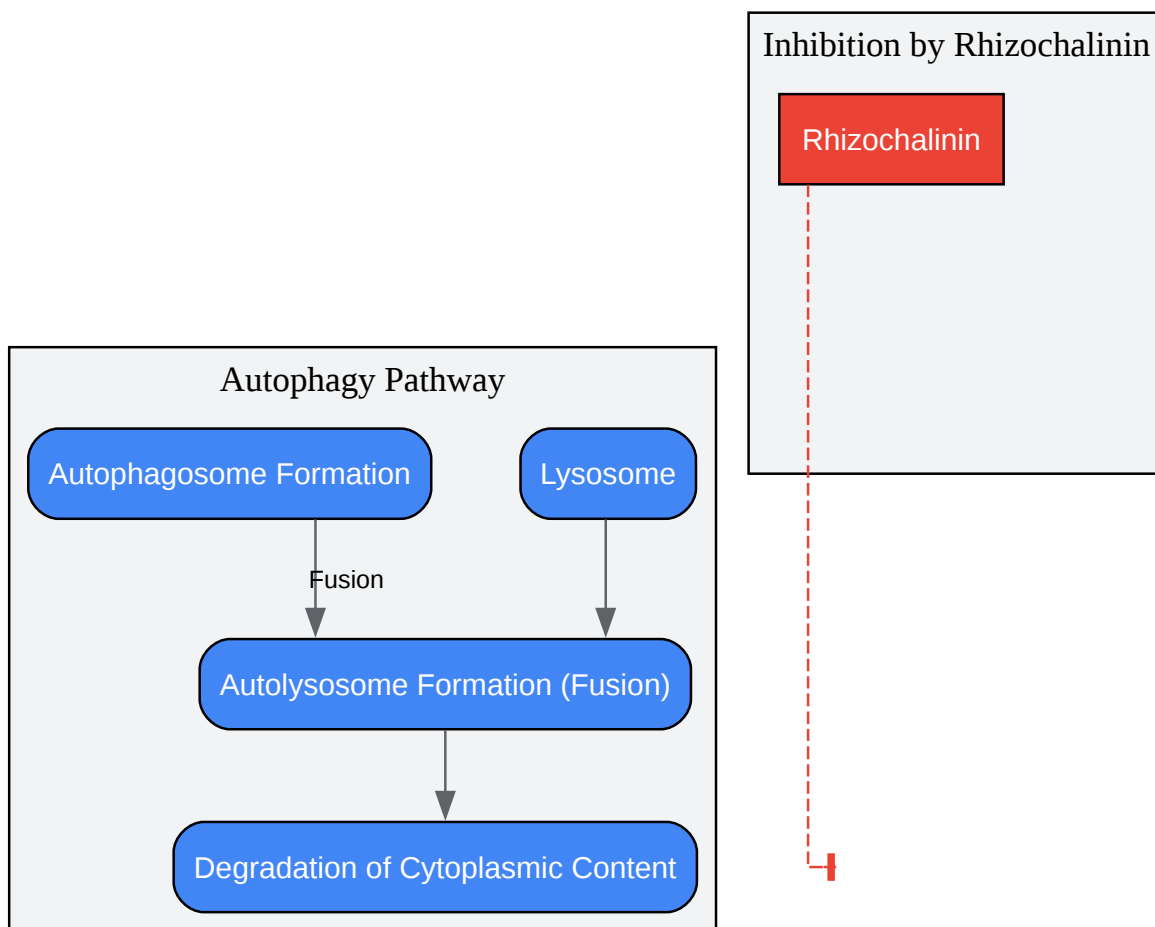 Inhibition by Rhizochalinin
Rhizochalinin
Autophagy Pathway
Autophagosome Formation
Lysosome
Fusion
Autolysosome Formation (Fusion)
Degradation of Cytoplasmic Content